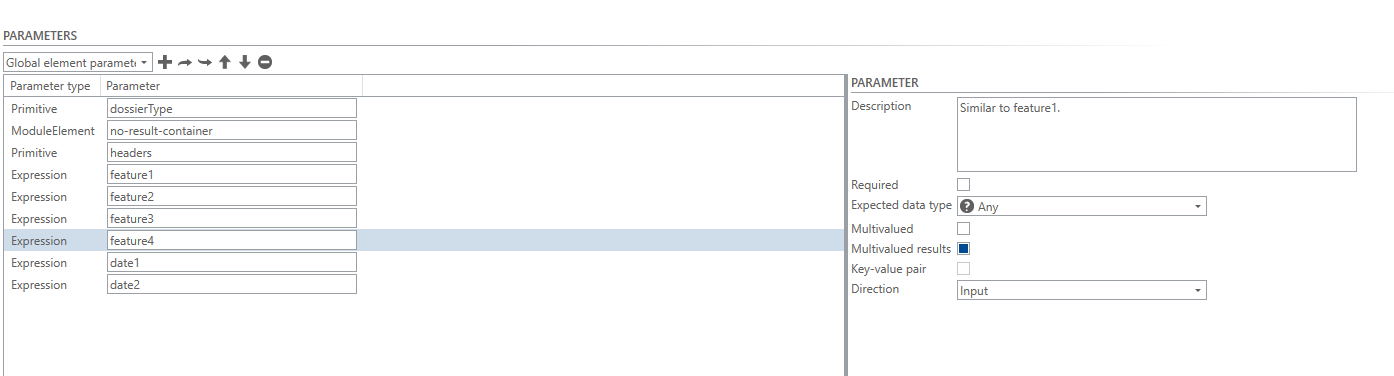 PARAMETERS
Global element paramete
Parameter type Parameter
Primitive dossierType
ModuleElement no-result-container
Primitive headers
Expression feature1
Expression feature2
Expression feature3
Expression feature4
Expression date1
Expression date2
PARAMETER
Description Similar to feature1.
Required
Expected data type ? Any
Multivalued
Multivalued results
Key-value pair
Direction Input